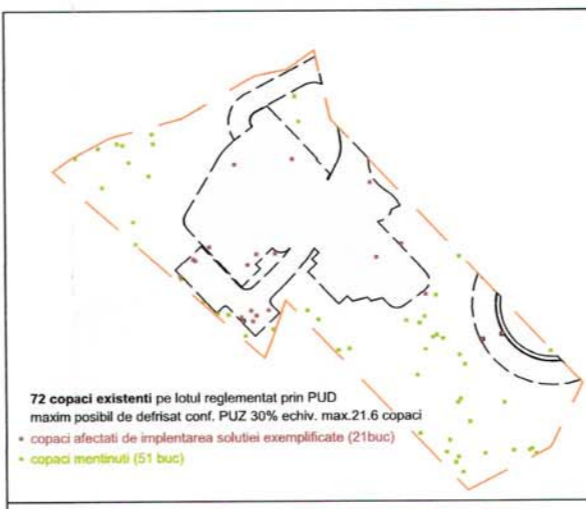 72 copaci existenti pe lotul reglementat prin PUD
maxim posibil de defrisat conf. PUZ 30% echiv. max.21.6 copaci
copaci afectati de implentarea solutiei exemplificate (21buc)
copaci mentinuti (51 buc)